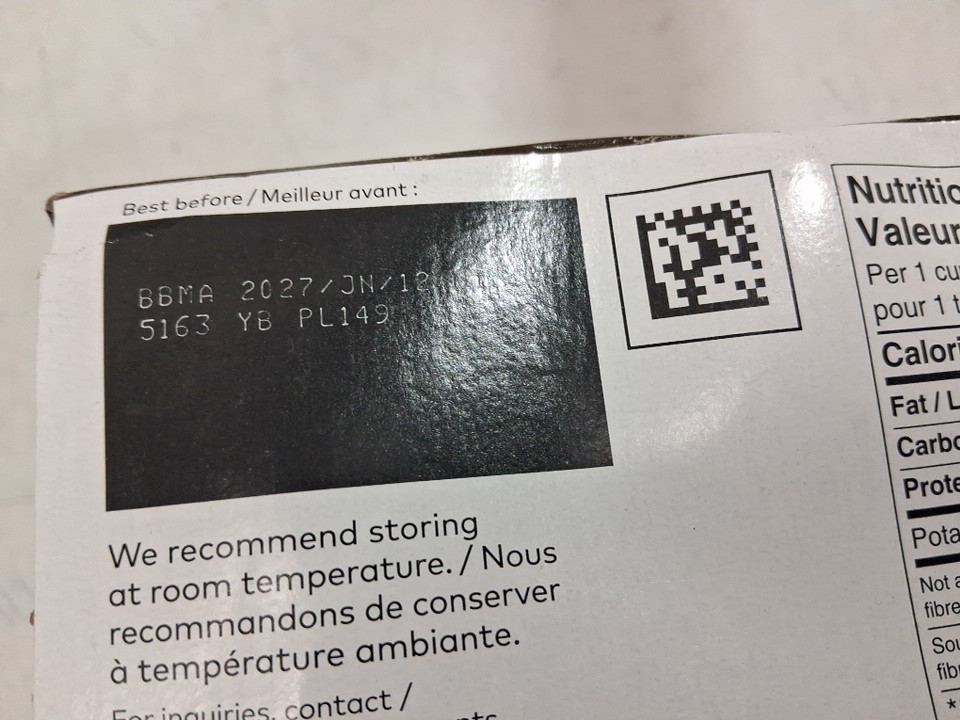 Best before / Meilleur avant :
BBMA 2027/JN/12
5163 YB PL149
We recommend storing
at room temperature. / Nous
recommandons de conserver
à température ambiante.
For inquiries, contact /
Nutritio
Valeur
Per 1 cu
pour 1 t
Calori
Fat / L
Carbo
Prote
Pota
Not a
fibre
Sou
fib
*